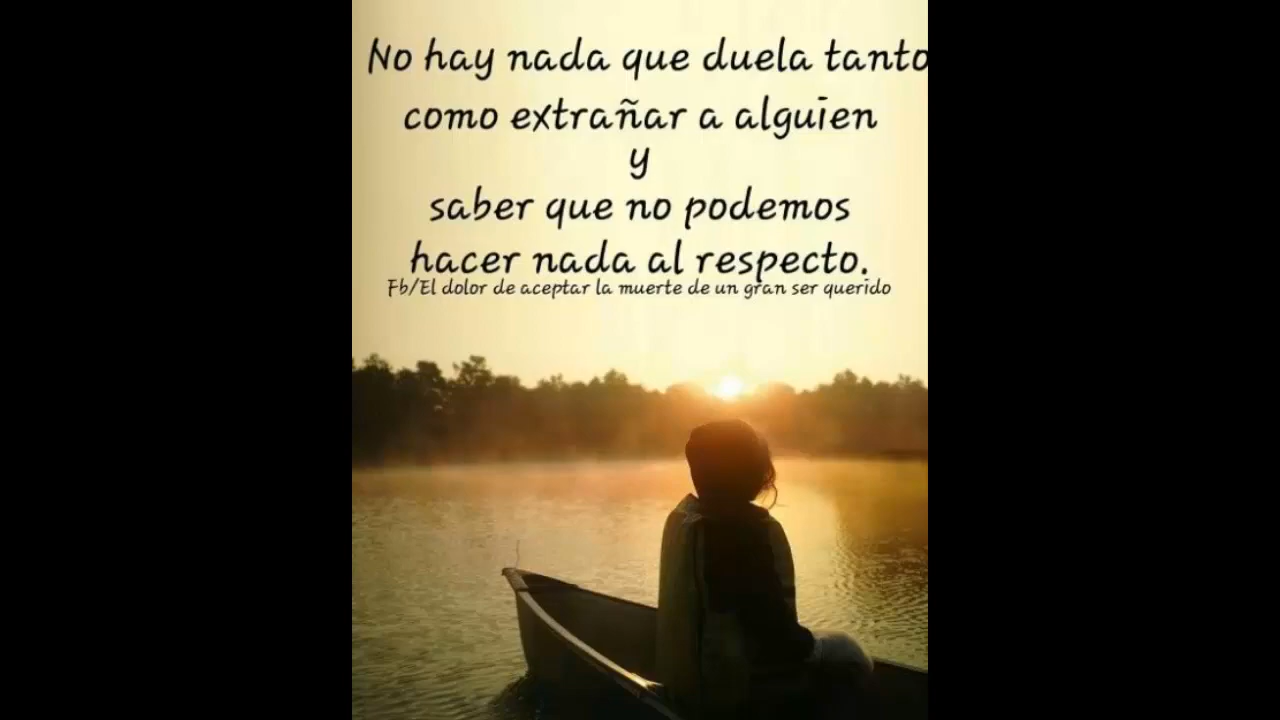 No hay nada que duela tanto
como extrañar a alguien
y
saber que no podemos
hacer nada al respecto.
Fb/El dolor de aceptar la muerte de un gran ser querido